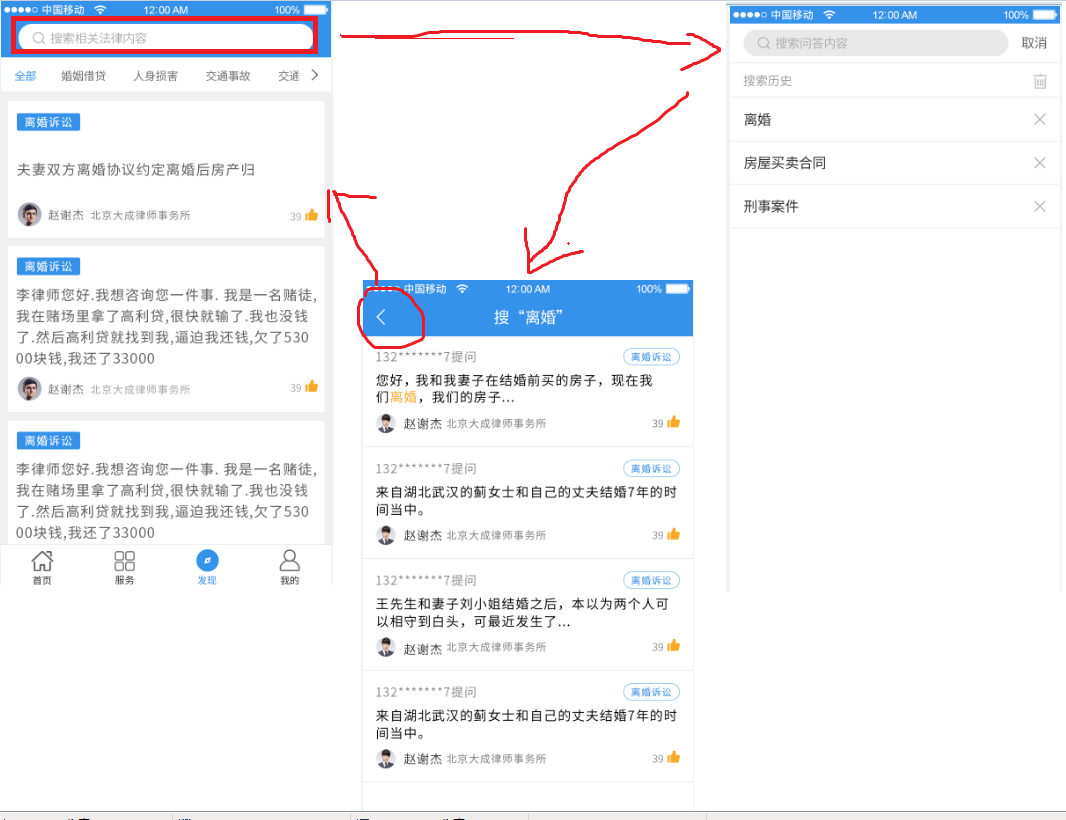 中国移动 12:00 AM 100%
搜索相关法律内容
全部 婚姻借贷 人身损害 交通事故 交通
离婚诉讼
夫妻双方离婚协议约定离婚后房产归
赵谢杰 北京大成律师事务所 39
离婚诉讼
李律师您好.我想咨询您一件事. 我是一名赌徒,
我在赌场里拿了高利贷,很快就输了.我也没钱
了.然后高利贷就找到我,逼迫我还钱,欠了530
00块钱,我还了33000
赵谢杰 北京大成律师事务所 39
离婚诉讼
李律师您好.我想咨询您一件事. 我是一名赌徒,
我在赌场里拿了高利贷,很快就输了.我也没钱
了.然后高利贷就找到我,逼迫我还钱,欠了530
00块钱,我还了33000
首页 服务 发现 我的
中国移动 12:00 AM 100%
搜索问答内容 取消
搜索历史
离婚
房屋买卖合同
刑事案件
中国移动 12:00 AM 100%
搜“离婚”
132*******7提问 离婚诉讼
您好，我和我妻子在结婚前买的房子，现在我
们离婚，我们的房子...
赵谢杰 北京大成律师事务所 39
132*******7提问 离婚诉讼
来自湖北武汉的蓟女士和自己的丈夫结婚7年的时
间当中。
赵谢杰 北京大成律师事务所 39
132*******7提问 离婚诉讼
王先生和妻子刘小姐结婚之后，本以为两个人可
以相守到白头，可最近发生了...
赵谢杰 北京大成律师事务所 39
132*******7提问 离婚诉讼
来自湖北武汉的蓟女士和自己的丈夫结婚7年的时
间当中。
赵谢杰 北京大成律师事务所 39